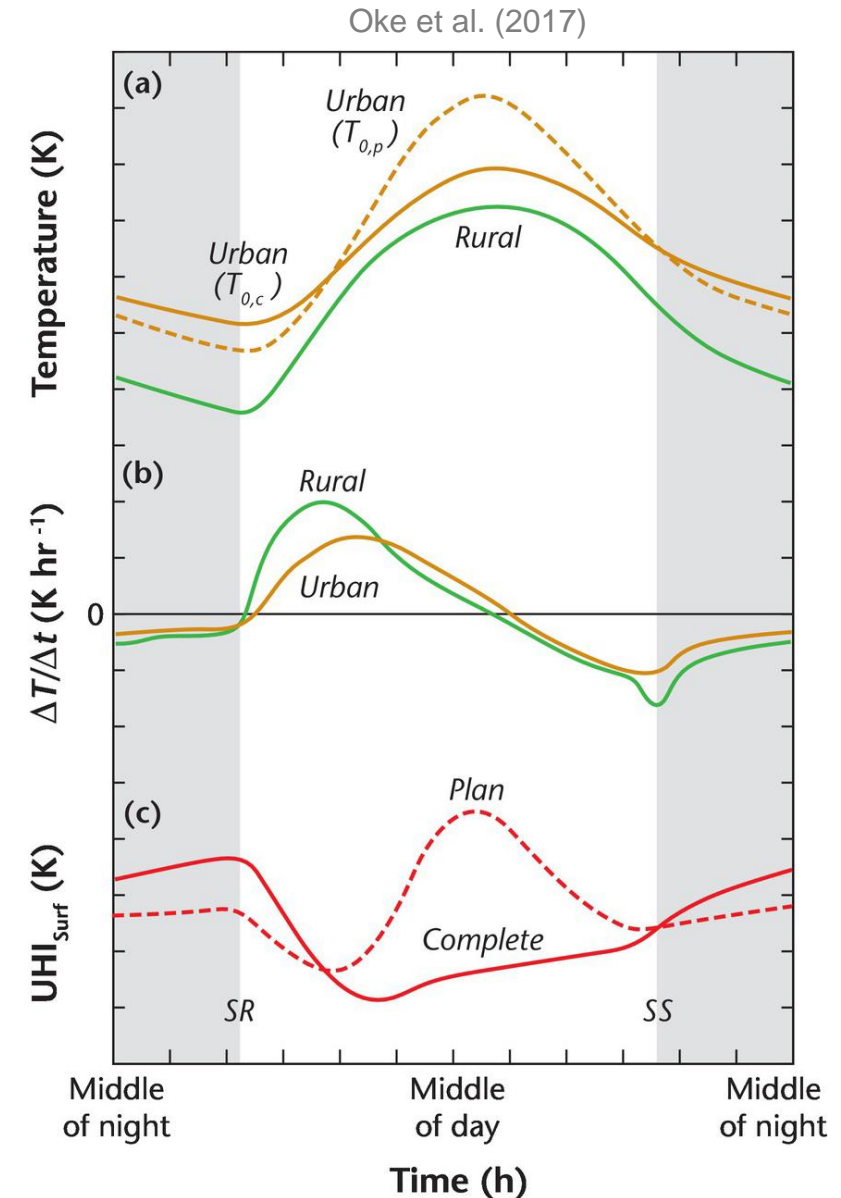 Oke et al. (2017)
(a)
Urban
(T0,p)
Urban
(T0,c)
Rural
Temperature (K)
(b)
Rural
Urban
0
ΔT/Δt (K hr-1)
(c)
Plan
Complete
UHISurf (K)
SR
SS
Middle
of night
Middle
of day
Middle
of night
Time (h)